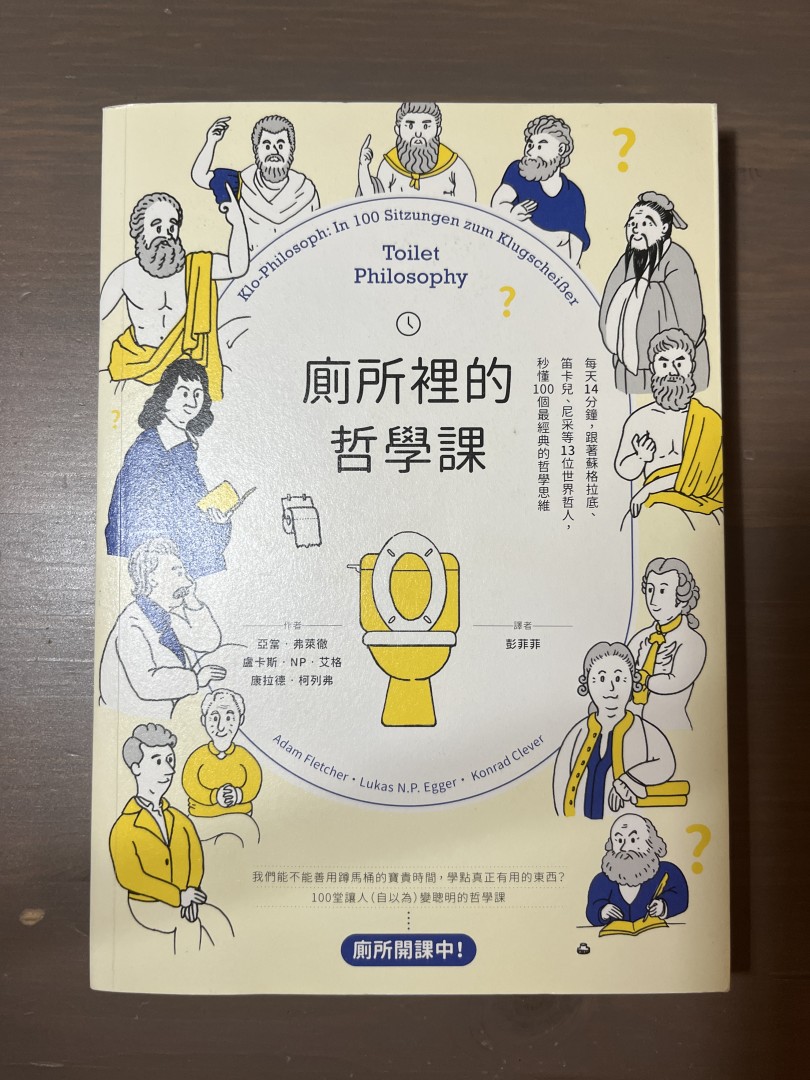 Klo-Philosoph: In 100 Sitzungen zum Klugscheißer
Toilet
Philosophy
廁所裡的
哲學課
每天14分鐘，跟著蘇格拉底、
笛卡兒、尼采等13位世界哲人，
秒懂100個最經典的哲學思維
作者
亞當．弗萊徹
盧卡斯．NP．艾格
康拉德．柯列弗
譯者
彭菲菲
Adam Fletcher・Lukas N.P. Egger・Konrad Clever
我們能不能善用蹲馬桶的寶貴時間，學點真正有用的東西？
100堂讓人（自以為）變聰明的哲學課
廁所開課中！